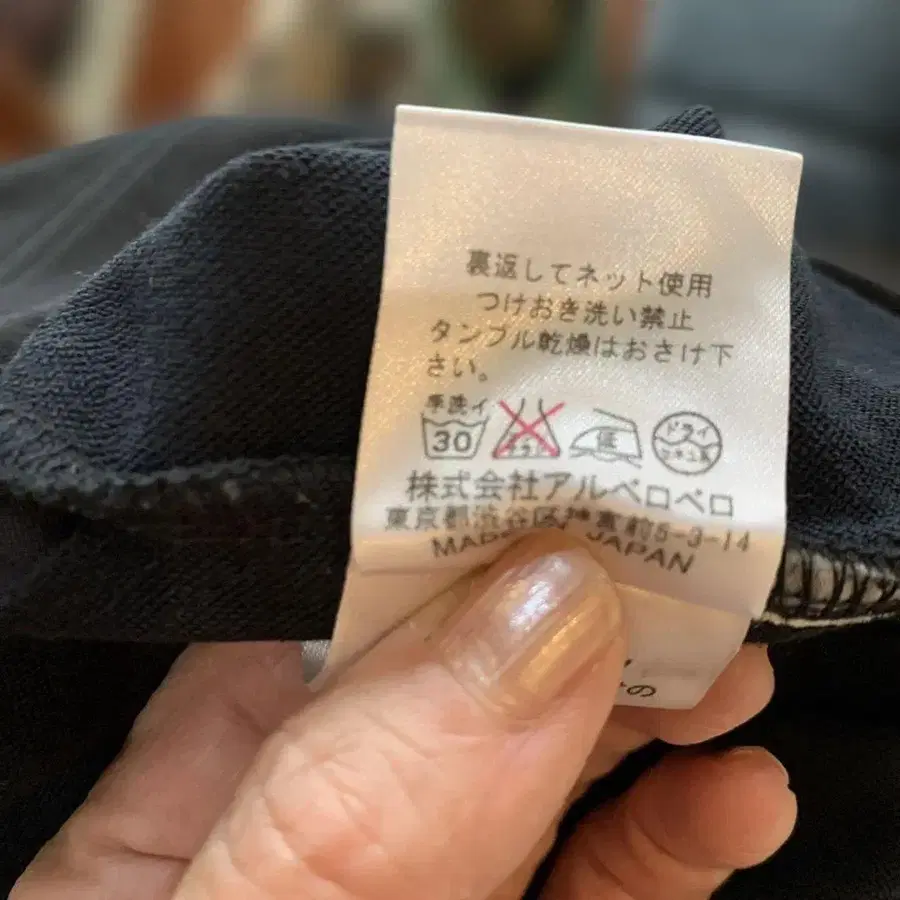 裏返してネット使用
つけおき洗い禁止
タンブル乾燥はおさけ下
さい。
手洗イ
30
低
ドライ
株式会社アルベロベロ
東京都渋谷区神宮前5-3-14
MADE JAPAN
の